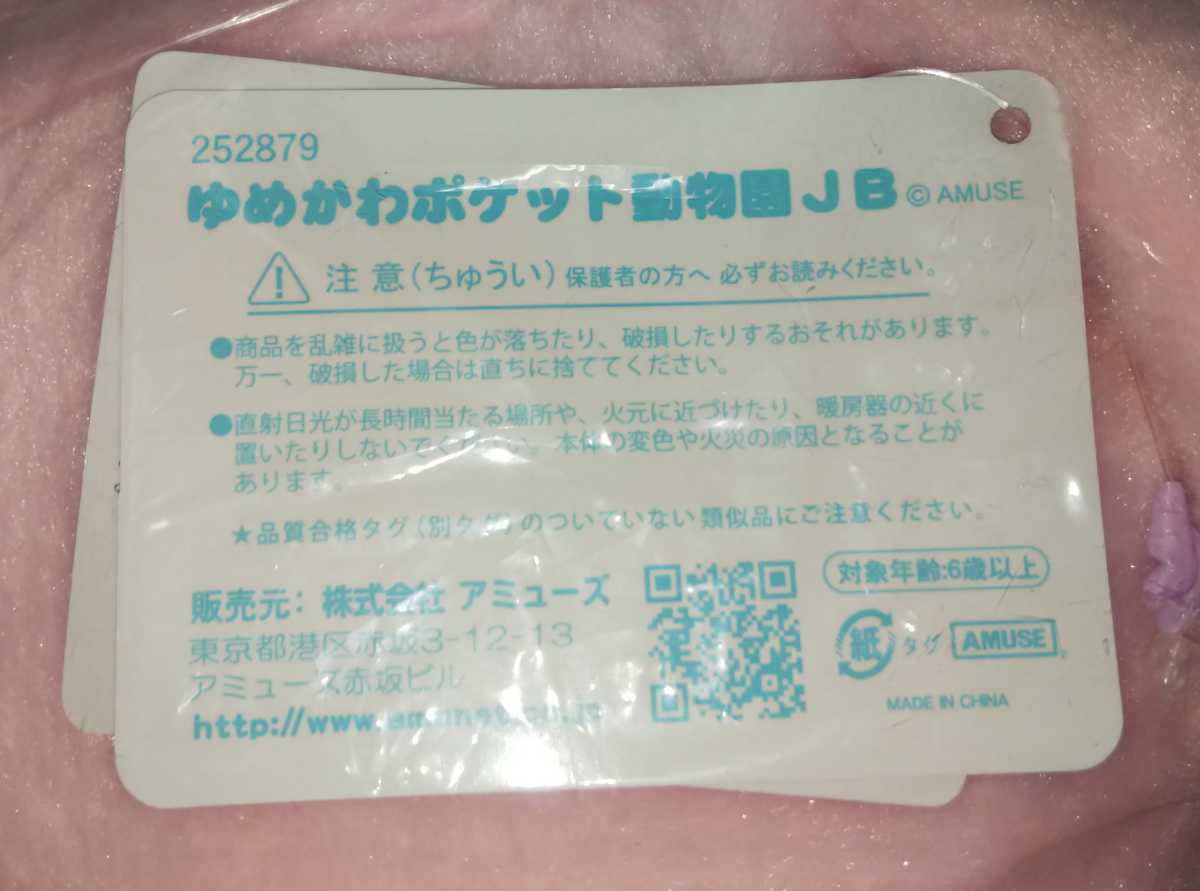 252879
ゆめかわポケット動物園JB © AMUSE
注意(ちゅうい) 保護者の方へ 必ずお読みください。
●商品を乱雑に扱うと色が落ちたり、破損したりするおそれがあります。
万一、破損した場合は直ちに捨ててください。
●直射日光が長時間当たる場所や、火元に近づけたり、暖房器の近くに
置いたりしないでください。本体の変色や火災の原因となることが
あります。
★品質合格タグ(別タグ)のついていない類似品にご注意ください。
販売元: 株式会社 アミューズ
東京都港区赤坂3-12-13
アミューズ赤坂ビル
http://www.amunet.co.jp
対象年齢:6歳以上
紙 タグ AMUSE
MADE IN CHINA